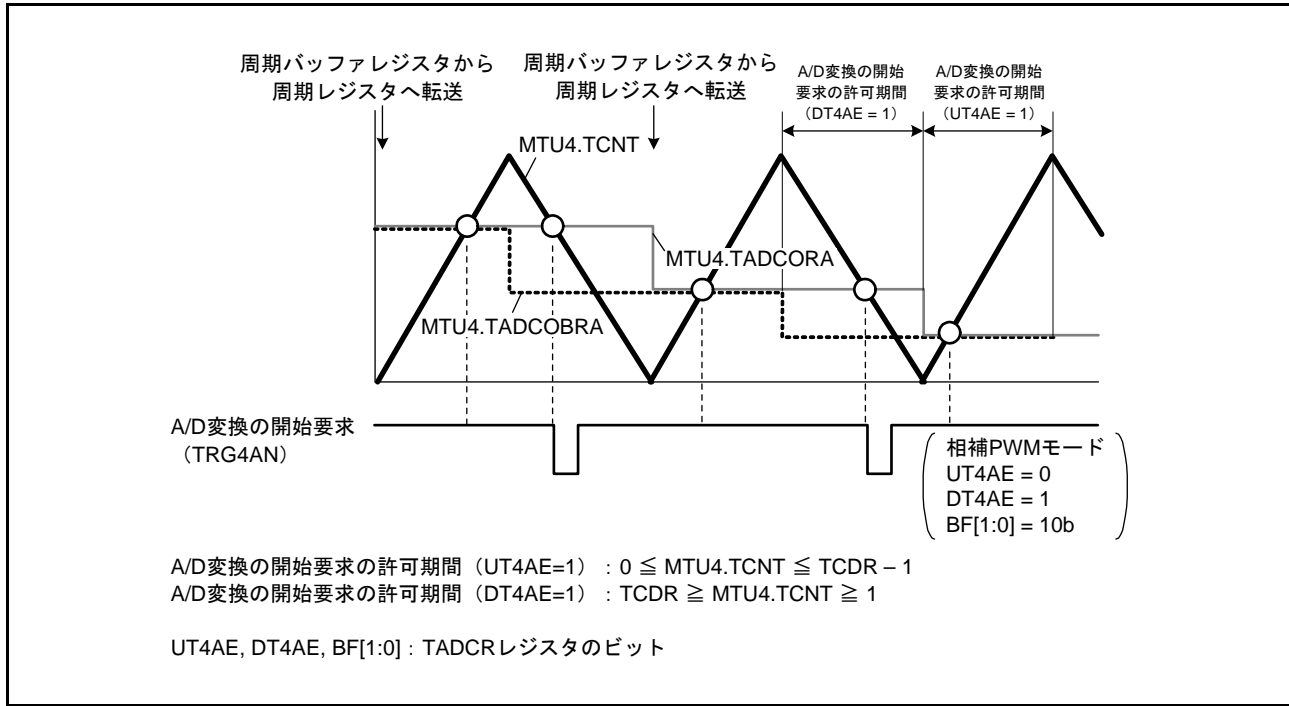 周期バッファレジスタから
周期レジスタへ転送
周期バッファレジスタから
周期レジスタへ転送
A/D変換の開始
要求の許可期間
（DT4AE = 1）
A/D変換の開始
要求の許可期間
（UT4AE = 1）
MTU4.TCNT
MTU4.TADCORA
MTU4.TADCOBRA
A/D変換の開始要求
（TRG4AN）
相補PWMモード
UT4AE = 0
DT4AE = 1
BF[1:0] = 10b
A/D変換の開始要求の許可期間（UT4AE=1）：0 ≦ MTU4.TCNT ≦ TCDR – 1
A/D変換の開始要求の許可期間（DT4AE=1）：TCDR ≧ MTU4.TCNT ≧ 1
UT4AE, DT4AE, BF[1:0]：TADCRレジスタのビット